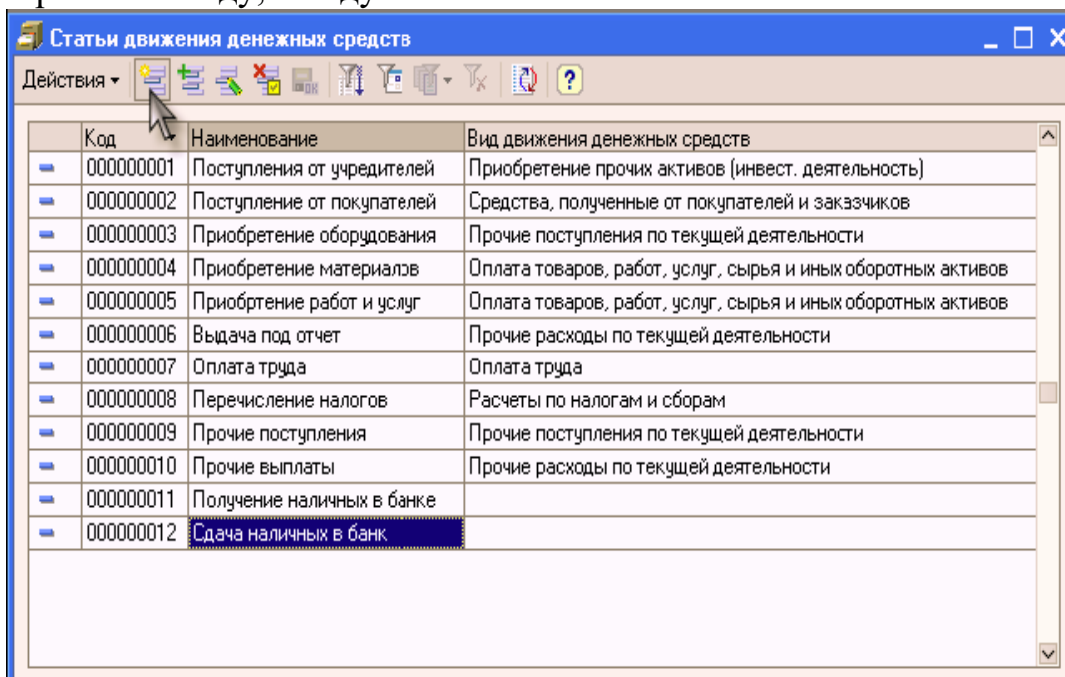 Статьи движения денежных средств
Действия
Код Наименование Вид движения денежных средств
000000001 Поступления от учредителей Приобретение прочих активов (инвест. деятельность)
000000002 Поступление от покупателей Средства, полученные от покупателей и заказчиков
000000003 Приобретение оборудования Прочие поступления по текущей деятельности
000000004 Приобретение материалов Оплата товаров, работ, услуг, сырья и иных оборотных активов
000000005 Приобртение работ и услуг Оплата товаров, работ, услуг, сырья и иных оборотных активов
000000006 Выдача под отчет Прочие расходы по текущей деятельности
000000007 Оплата труда Оплата труда
000000008 Перечисление налогов Расчеты по налогам и сборам
000000009 Прочие поступления Прочие поступления по текущей деятельности
000000010 Прочие выплаты Прочие расходы по текущей деятельности
000000011 Получение наличных в банке
000000012 Сдача наличных в банк